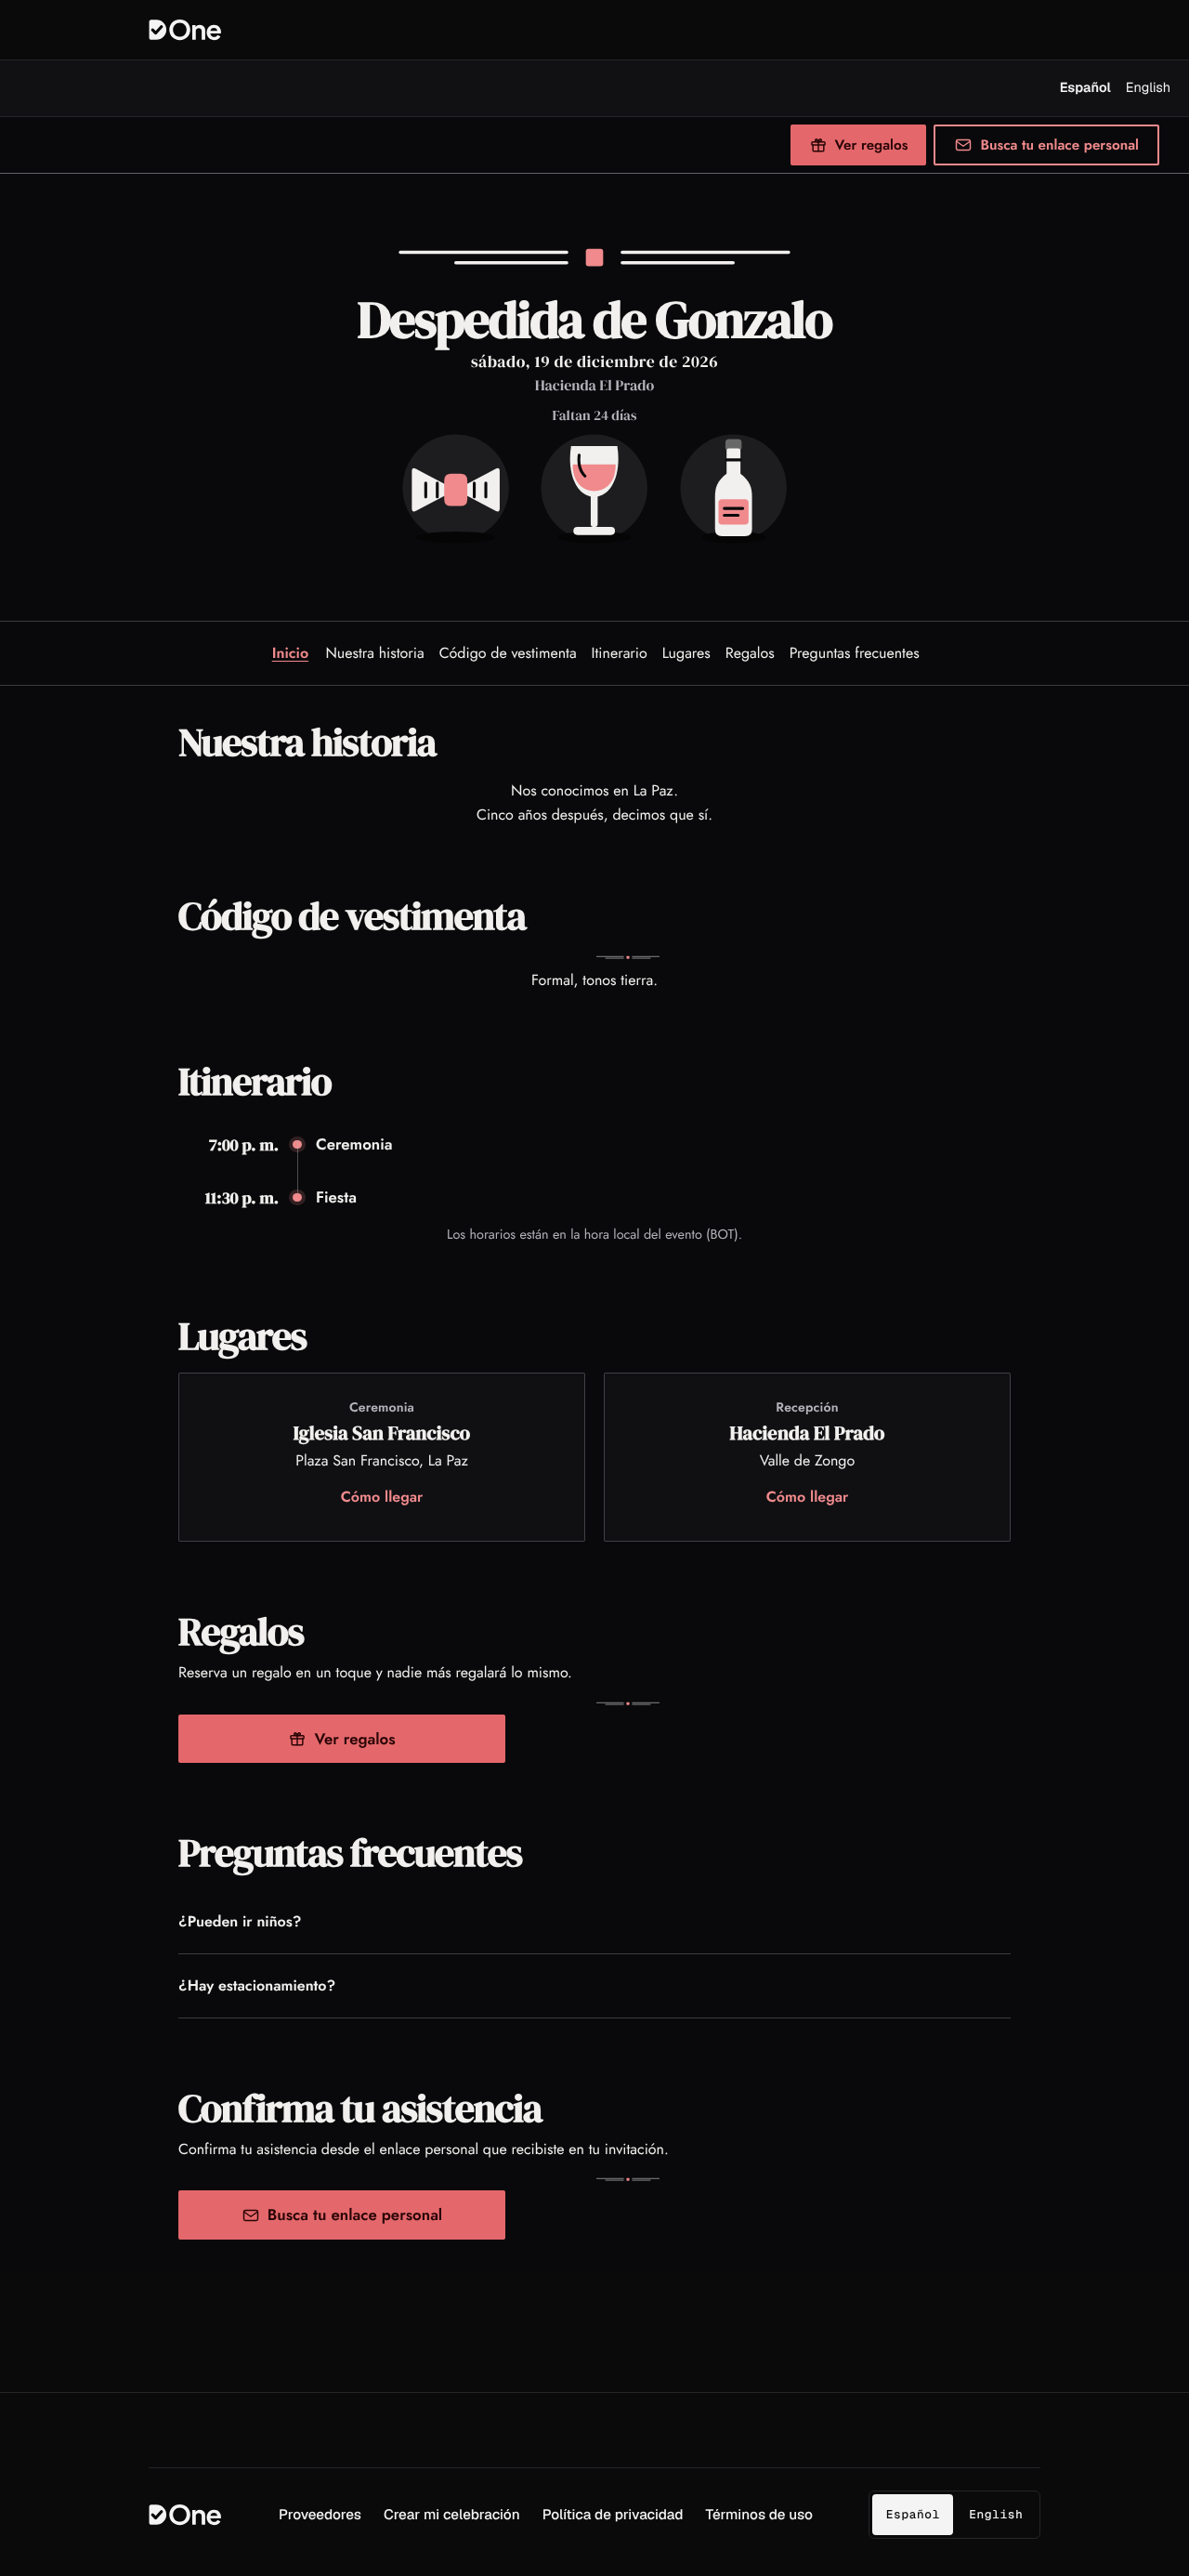 One
Español English
Ver regalos Busca tu enlace personal
Despedida de Gonzalo
sábado, 19 de diciembre de 2026
Hacienda El Prado
Faltan 24 días
Inicio Nuestra historia Código de vestimenta Itinerario Lugares Regalos Preguntas frecuentes
Nuestra historia
Nos conocimos en La Paz.
Cinco años después, decimos que sí.
Código de vestimenta
Formal, tonos tierra.
Itinerario
7:00 p. m. Ceremonia
11:30 p. m. Fiesta
Los horarios están en la hora local del evento (BOT).
Lugares
Ceremonia
Iglesia San Francisco
Plaza San Francisco, La Paz
Cómo llegar
Recepción
Hacienda El Prado
Valle de Zongo
Cómo llegar
Regalos
Reserva un regalo en un toque y nadie más regalará lo mismo.
Ver regalos
Preguntas frecuentes
¿Pueden ir niños?
¿Hay estacionamiento?
Confirma tu asistencia
Confirma tu asistencia desde el enlace personal que recibiste en tu invitación.
Busca tu enlace personal
One Proveedores Crear mi celebración Política de privacidad Términos de uso Español English